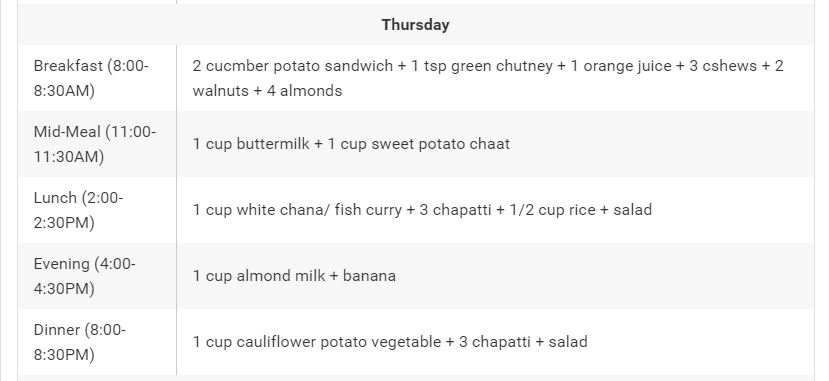 Thursday
Breakfast (8:00-
8:30AM)
2 cucmber potato sandwich + 1 tsp green chutney + 1 orange juice + 3 cshews + 2
walnuts + 4 almonds
Mid-Meal (11:00-
11:30AM)
1 cup buttermilk + 1 cup sweet potato chaat
Lunch (2:00-
2:30PM)
1 cup white chana/ fish curry + 3 chapatti + 1/2 cup rice + salad
Evening (4:00-
4:30PM)
1 cup almond milk + banana
Dinner (8:00-
8:30PM)
1 cup cauliflower potato vegetable + 3 chapatti + salad